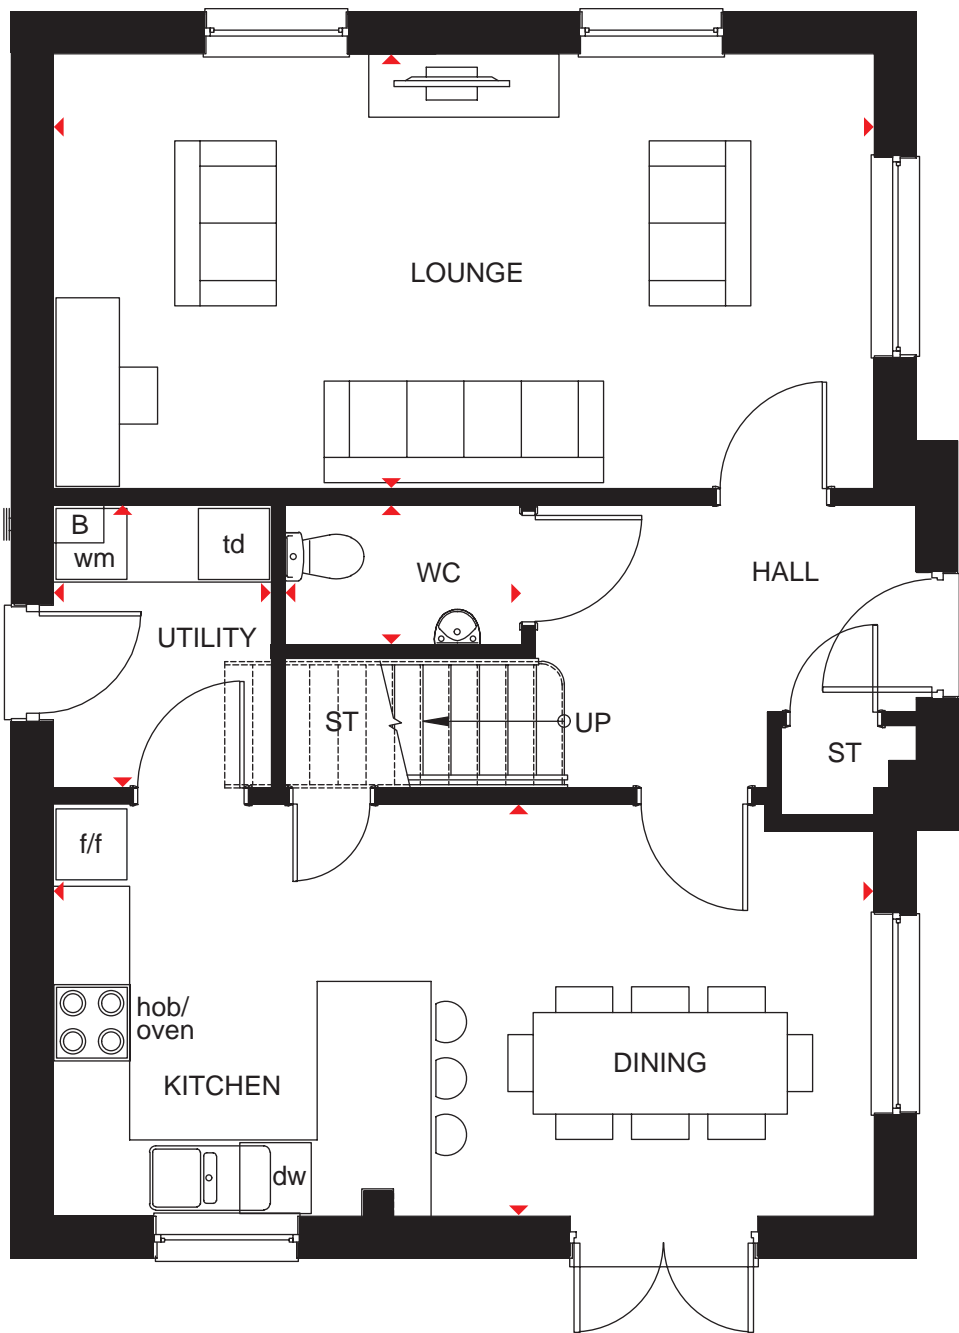 LOUNGE
B
wm
td
WC
HALL
UTILITY
ST
UP
ST
f/f
hob/
oven
KITCHEN
DINING
dw